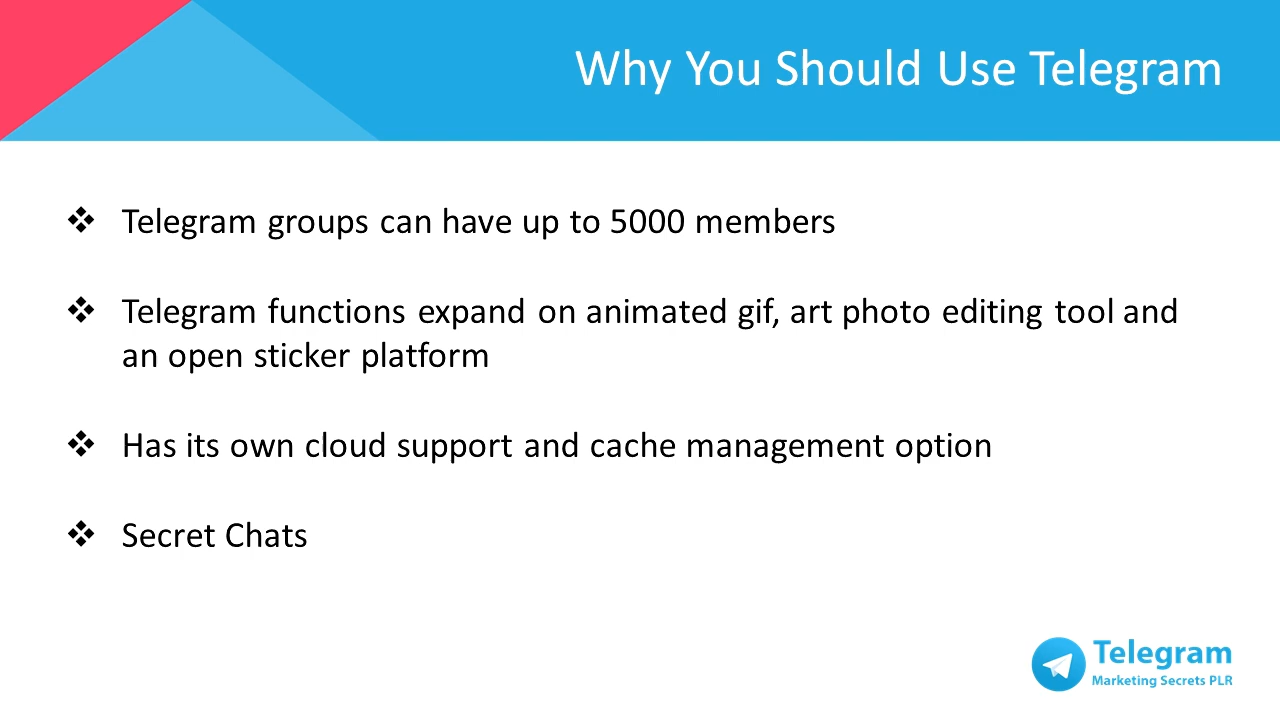 Why You Should Use Telegram
❖ Telegram groups can have up to 5000 members
❖ Telegram functions expand on animated gif, art photo editing tool and
an open sticker platform
❖ Has its own cloud support and cache management option
❖ Secret Chats
Telegram
Marketing Secrets PLR